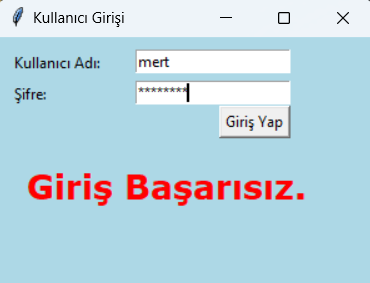 Kullanıcı Girişi
Kullanıcı Adı: mert
Şifre: ********
Giriş Yap
Giriş Başarısız.